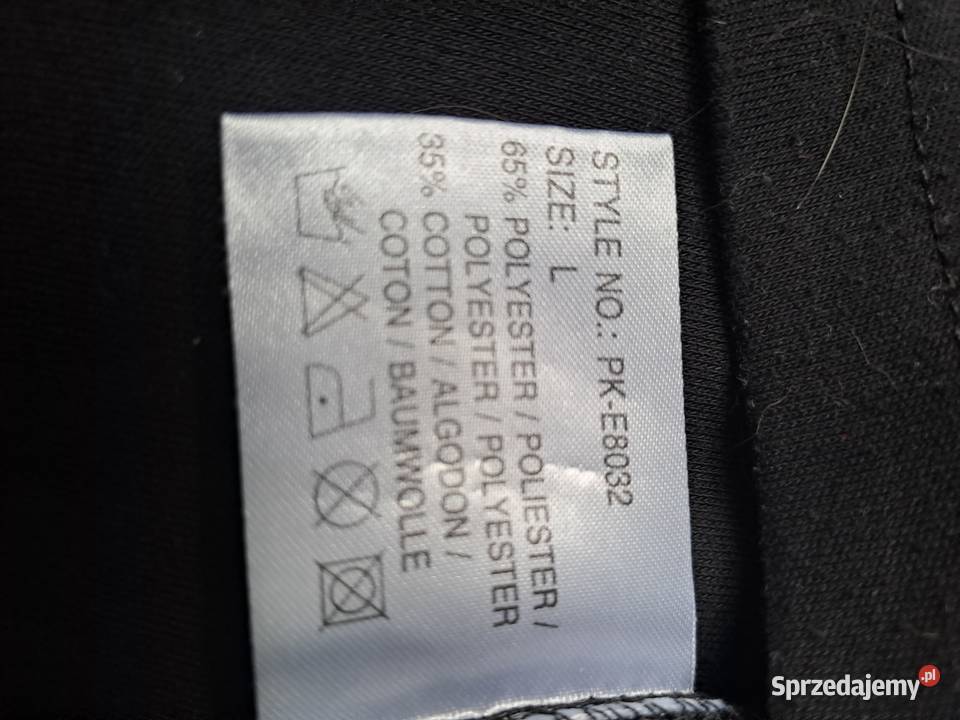 STYLE NO.: PK-E8032
SIZE: L
65% POLYESTER / POLIESTER /
POLYESTER / POLYESTER
35% COTTON / ALGODON /
COTON / BAUMWOLLE
Sprzedajemy.pl